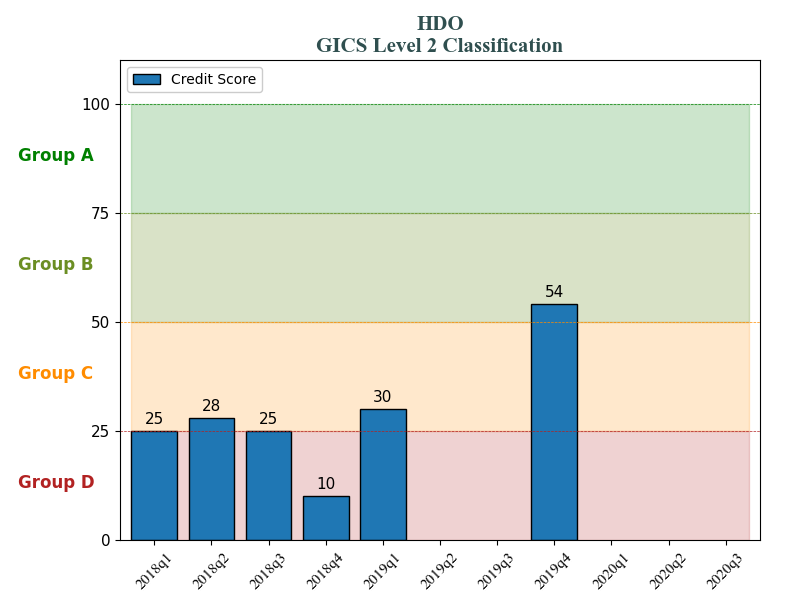 HDO
GICS Level 2 Classification
Credit Score
100
Group A
75
Group B
54
50
Group C
30
28
25
25
25
10
Group D
0
2018q1 2018q2 2018q3 2018q4 2019q1 2019q2 2019q3 2019q4 2020q1 2020q2 2020q3